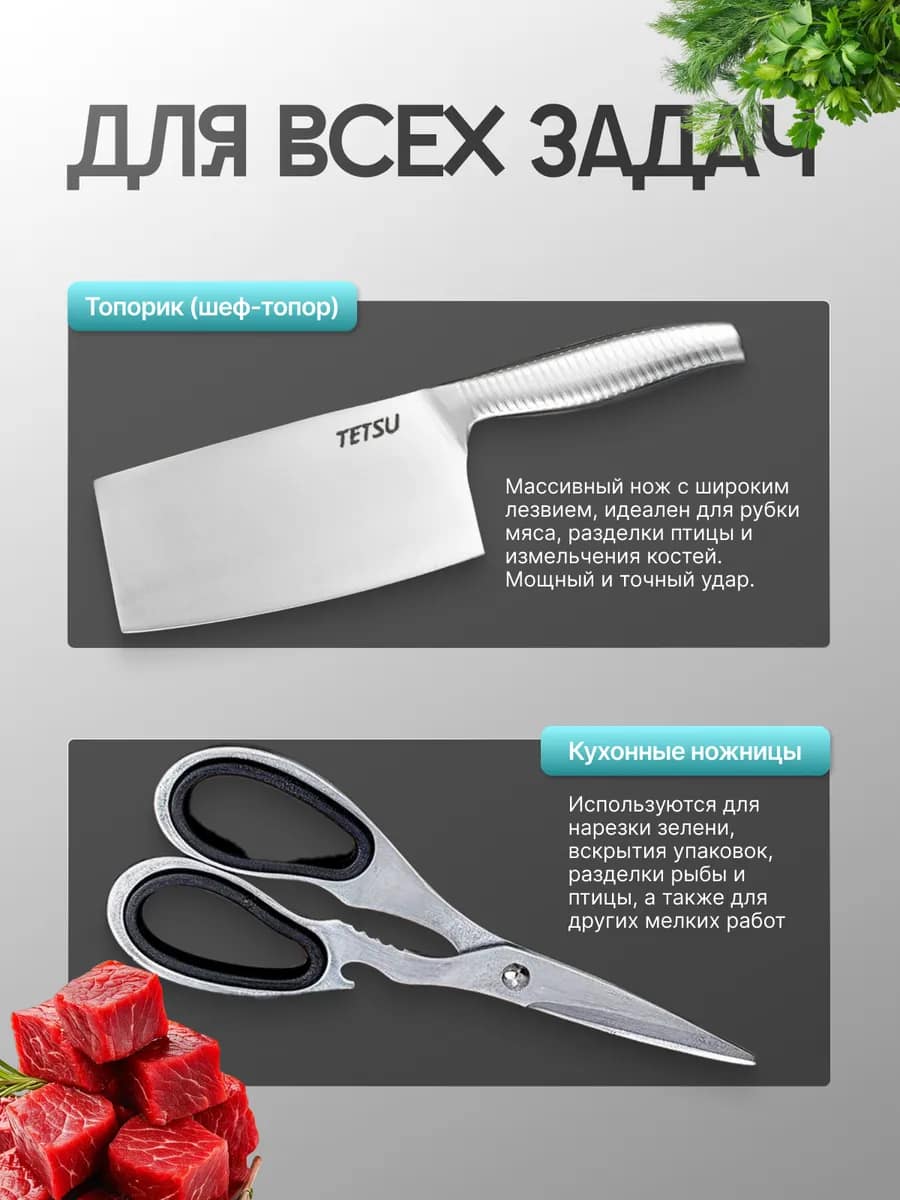 ДЛЯ ВСЕХ ЗАДАЧ
Топорик (шеф-топор)
TETSU
Массивный нож с широким
лезвием, идеален для рубки
мяса, разделки птицы и
измельчения костей.
Мощный и точный удар.
Кухонные ножницы
Используются для
нарезки зелени,
вскрытия упаковок,
разделки рыбы и
птицы, а также для
других мелких работ